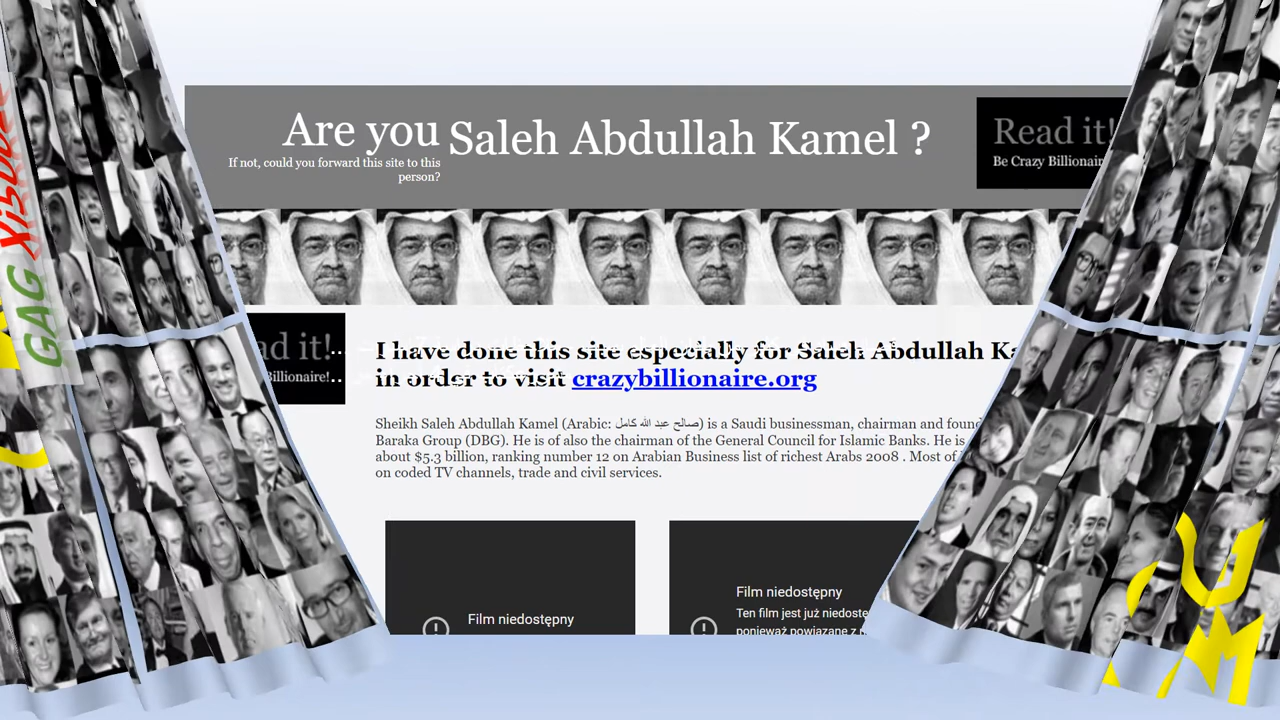 Are you
Saleh Abdullah Kamel ?
If not, could you forward this site to this
person?
Read it!
Be Crazy Billionair
GAG
ad it!
Billionaire!
I have done this site especially for Saleh Abdullah Ka
in order to visit crazybillionaire.org
Sheikh Saleh Abdullah Kamel (Arabic: صالح عبد الله كامل) is a Saudi businessman, chairman and found
Baraka Group (DBG). He is of also the chairman of the General Council for Islamic Banks. He is
about $5.3 billion, ranking number 12 on Arabian Business list of richest Arabs 2008 . Most of
on coded TV channels, trade and civil services.
Film niedostępny
Film niedostępny
Ten film jest już niedostę
ponieważ powiązane z